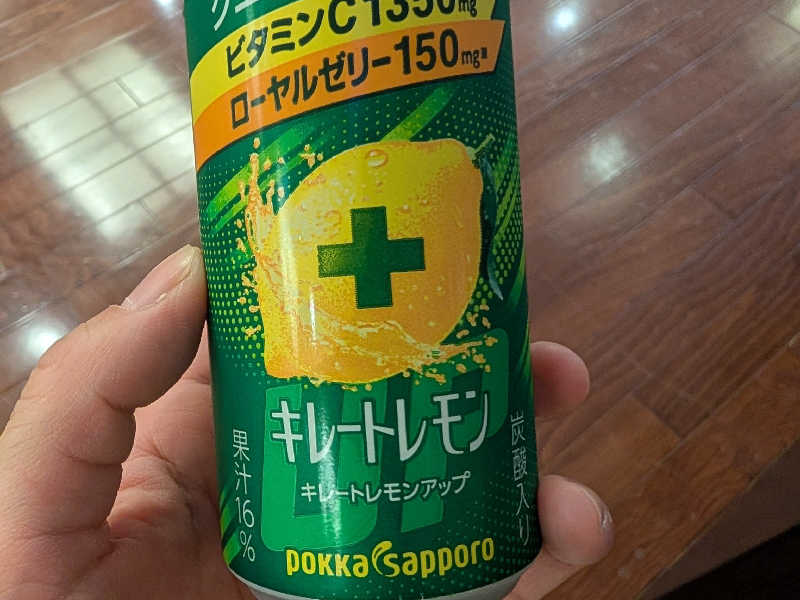 ビタミンC1350mg
ローヤルゼリー150mg
UP
キレートレモン
キレートレモンアップ
果汁16%
炭酸入り
POKKA Sapporo